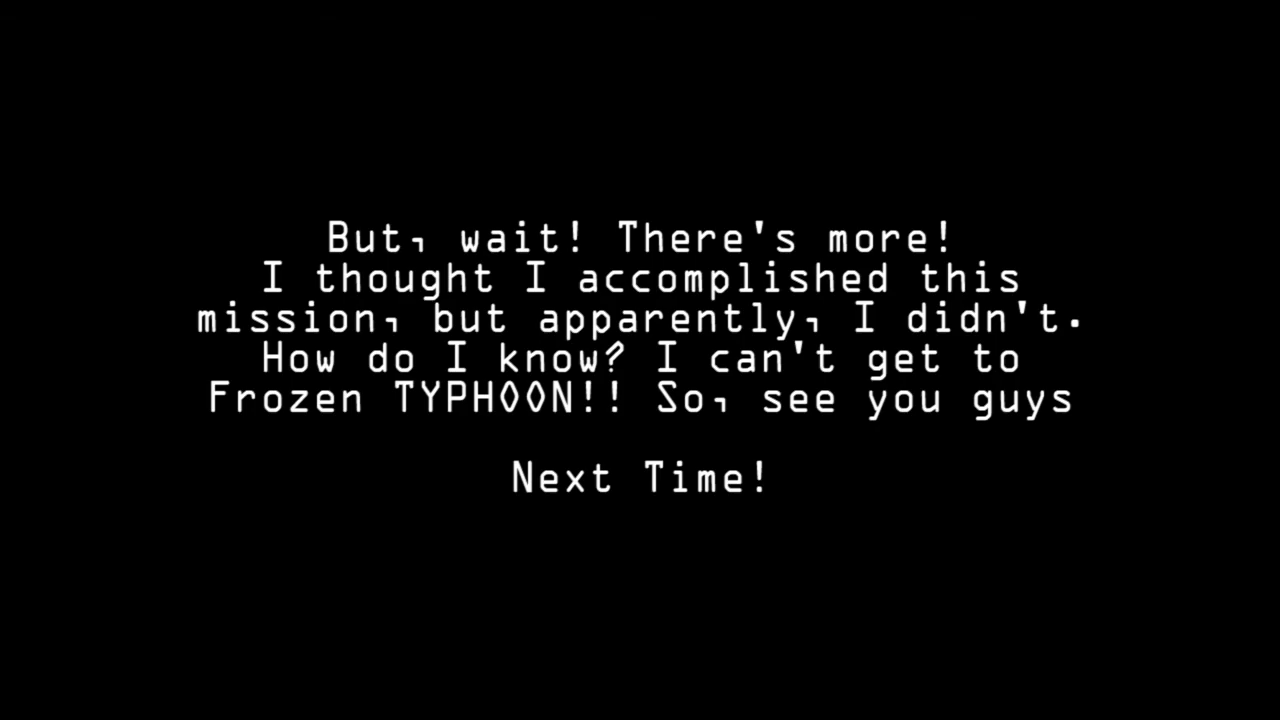 But, wait! There's more!
I thought I accomplished this
mission, but apparently, I didn't.
How do I know? I can't get to
Frozen TYPHOON!! So, see you guys
Next Time!